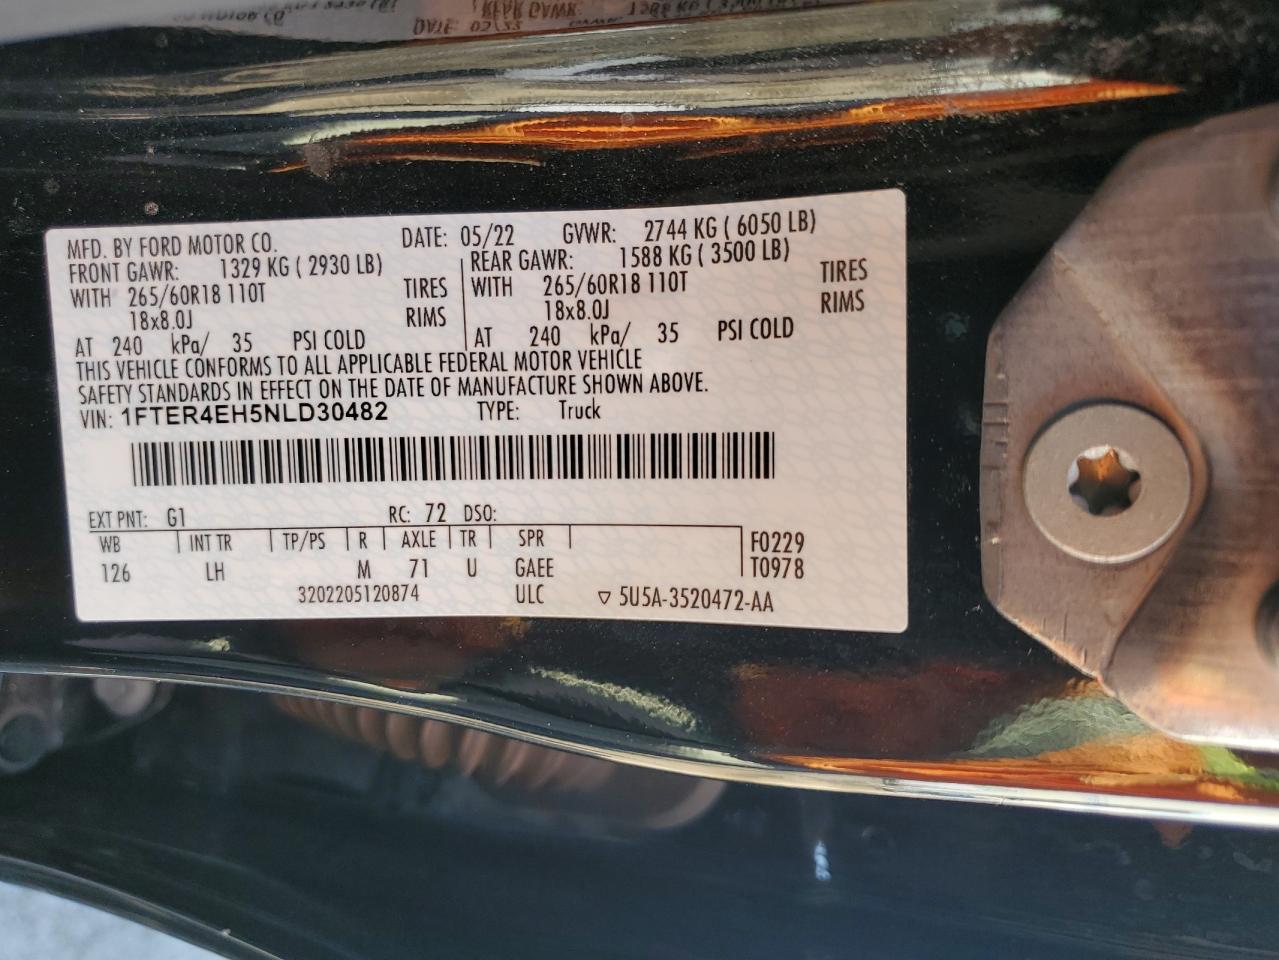 MFD. BY FORD MOTOR CO. DATE: 05/22 GVWR: 2744 KG ( 6050 LB)
FRONT GAWR: 1329 KG ( 2930 LB) REAR GAWR: 1588 KG ( 3500 LB)
WITH 265/60R18 110T TIRES WITH 265/60R18 110T TIRES
18x8.0J RIMS 18x8.0J RIMS
AT 240 kPa/ 35 PSI COLD AT 240 kPa/ 35 PSI COLD
THIS VEHICLE CONFORMS TO ALL APPLICABLE FEDERAL MOTOR VEHICLE
SAFETY STANDARDS IN EFFECT ON THE DATE OF MANUFACTURE SHOWN ABOVE.
VIN: 1FTER4EH5NLD30482 TYPE: Truck
EXT PNT: G1 RC: 72 DSO:
WB INT TR TP/PS R AXLE TR SPR F0229
126 LH M 71 U GAEE T0978
3202205120874 ULC ▽ 5U5A-3520472-AA